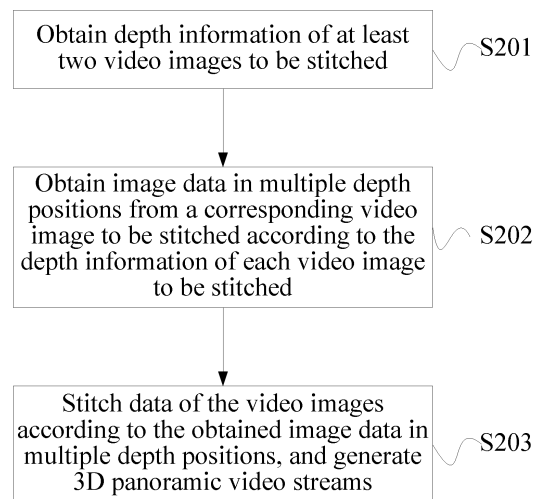 Obtain depth information of at least
two video images to be stitched
S201
Obtain image data in multiple depth
positions from a corresponding video
image to be stitched according to the
depth information of each video image
to be stitched
S202
Stitch data of the video images
according to the obtained image data in
multiple depth positions, and generate
3D panoramic video streams
S203